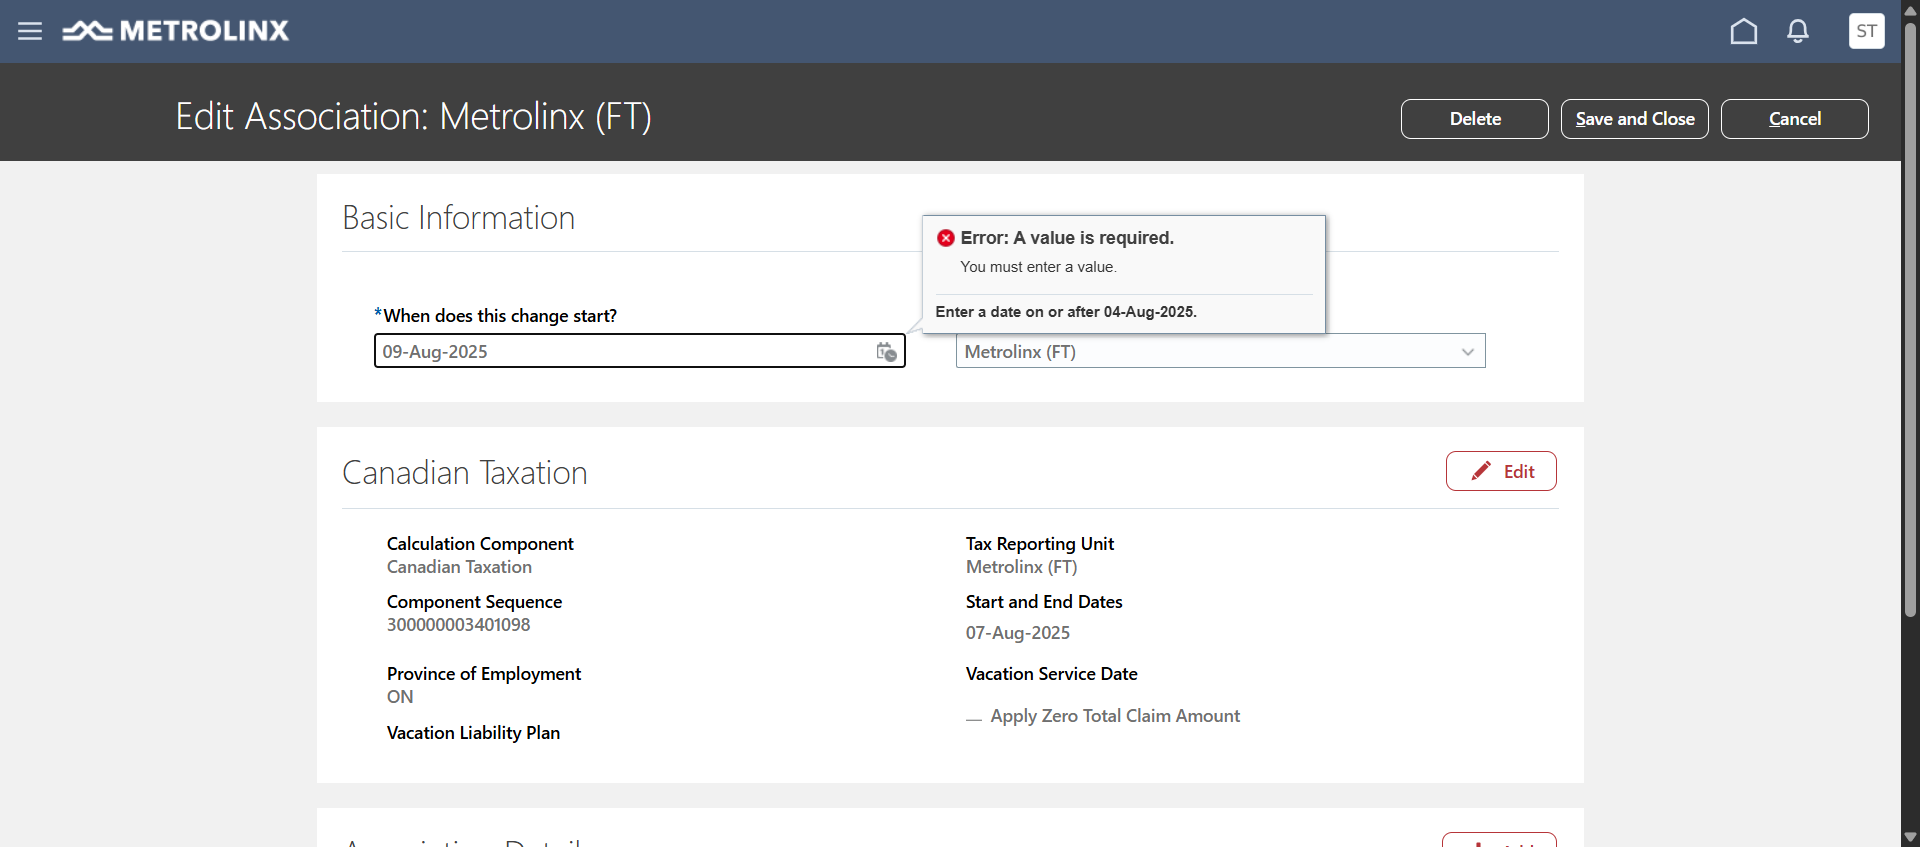 METROLINX
ST
Edit Association: Metrolinx (FT)
Delete
Save and Close
Cancel
Basic Information
Error: A value is required.
You must enter a value.
Enter a date on or after 04-Aug-2025.
*When does this change start?
09-Aug-2025
Metrolinx (FT)
Canadian Taxation
Edit
Calculation Component
Canadian Taxation
Tax Reporting Unit
Metrolinx (FT)
Component Sequence
300000003401098
Start and End Dates
07-Aug-2025
Province of Employment
ON
Vacation Service Date
Apply Zero Total Claim Amount
Vacation Liability Plan